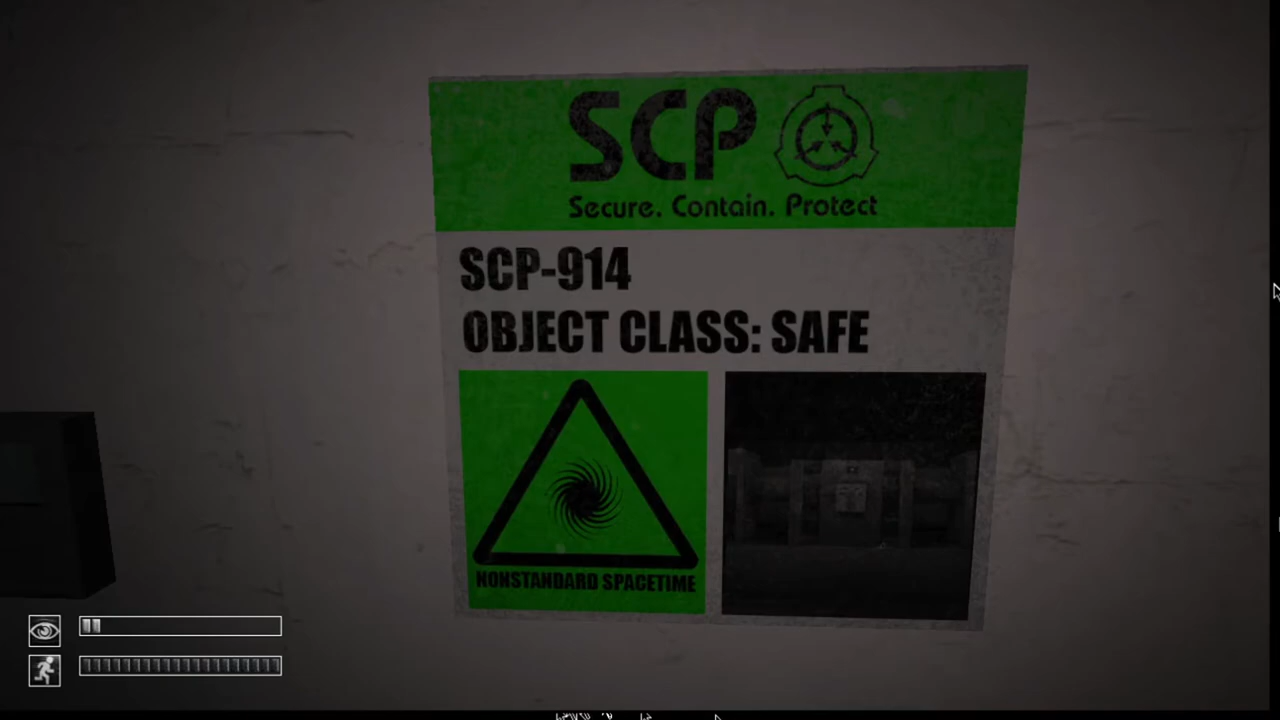 SCP
Secure. Contain. Protect
SCP-914
OBJECT CLASS: SAFE
NONSTANDARD SPACETIME